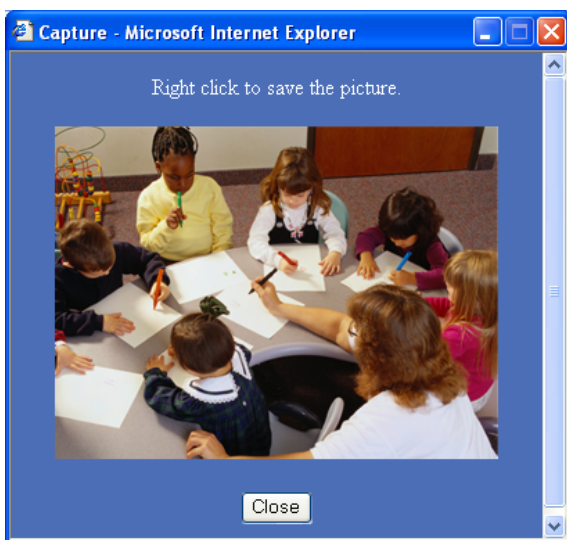 Capture - Microsoft Internet Explorer
Right click to save the picture.
Close